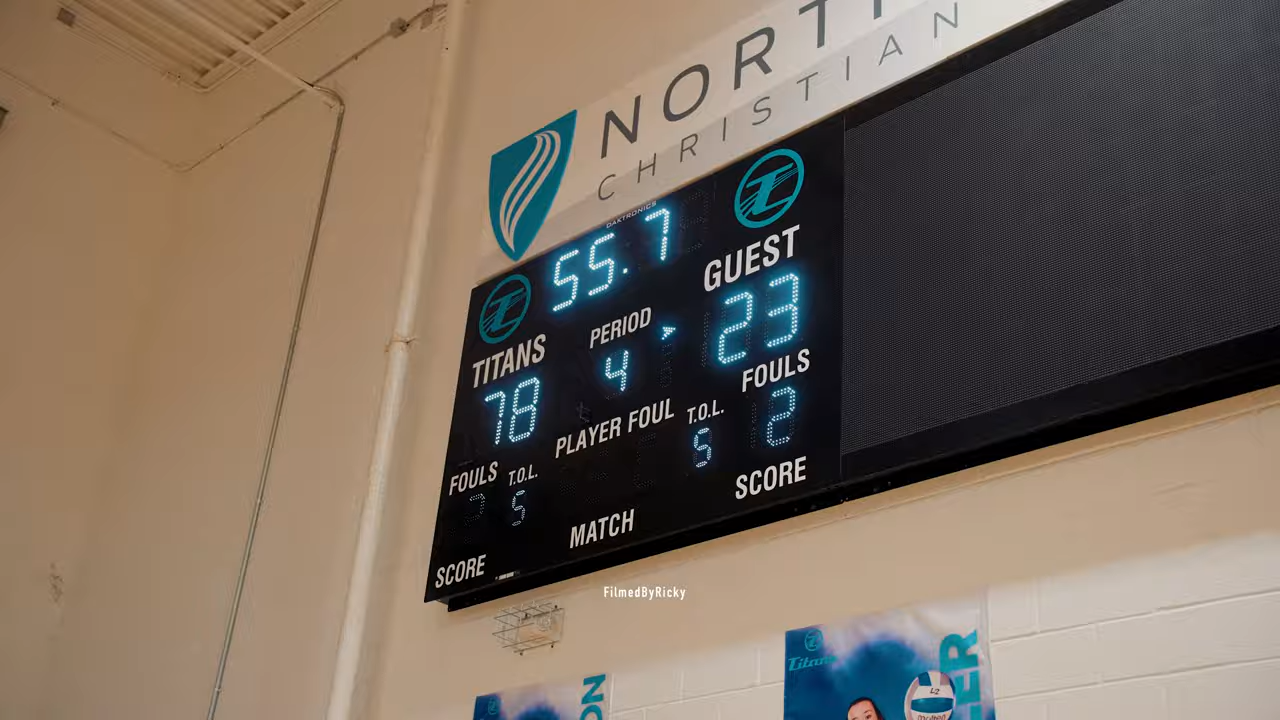 NORT
CHRISTIAN
DAKTRONICS
55.7
GUEST
TITANS
PERIOD
23
78
4
FOULS
PLAYER FOUL
T.O.L.
5
2
FOULS
T.O.L.
5
SCORE
MATCH
SCORE
FilmedByRicky
Titans